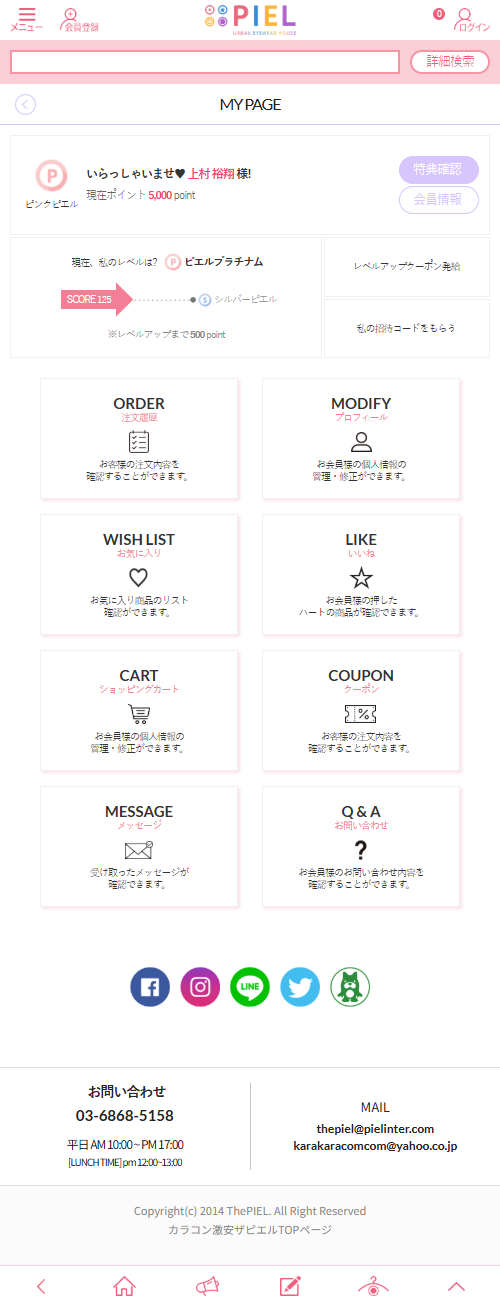 メニュー
会員登録
PIEL
URBAN EYEWEAR HOUSE
0
ログイン
詳細検索
MY PAGE
P
ピンクピエル
いらっしゃいませ♥ 上村 裕翔 様!
現在ポイント 5,000 point
特典確認
会員情報
現在、私のレベルは? P ピエルプラチナム
SCORE 125
$ シルバーピエル
※レベルアップまで 500 point
レベルアップクーポン発給
私の招待コードをもらう
ORDER
注文履歴
お客様の注文内容を
確認することができます。
MODIFY
プロフィール
お会員様の個人情報の
管理・修正ができます。
WISH LIST
お気に入り
お気に入り商品のリスト
確認ができます。
LIKE
いいね
お会員様の押した
ハートの商品が確認できます。
CART
ショッピングカート
お会員様の個人情報の
管理・修正ができます。
COUPON
クーポン
%
お客様の注文内容を
確認することができます。
MESSAGE
メッセージ
受け取ったメッセージが
確認できます。
Q & A
お問い合わせ
?
お会員様のお問い合わせ内容を
確認することができます。
LINE
お問い合わせ
03-6868-5158
平日 AM 10:00 ~ PM 17:00
[LUNCH TIME] pm 12:00~13:00
MAIL
thepiel@pielinter.com
karakaracomcom@yahoo.co.jp
Copyright(c) 2014 ThePIEL. All Right Reserved
カラコン激安ザピエルTOPページ